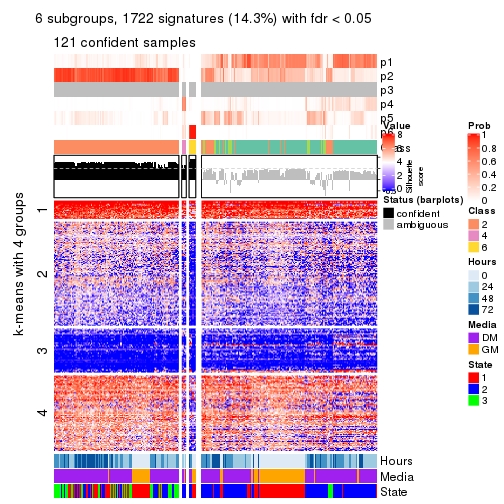 6 subgroups, 1722 signatures (14.3%) with fdr < 0.05
121 confident samples
p1
p2
p3
p4
p5
Value
8
6
4
2
0
Silhouette
score
Prob
1
0.8
0.6
0.4
0.2
0
Status (barplots)
confident
ambiguous
Class
2
4
6
Hours
0
24
48
72
Media
DM
GM
State
1
2
3
k-means with 4 groups
1
2
3
4
Hours
Media
State